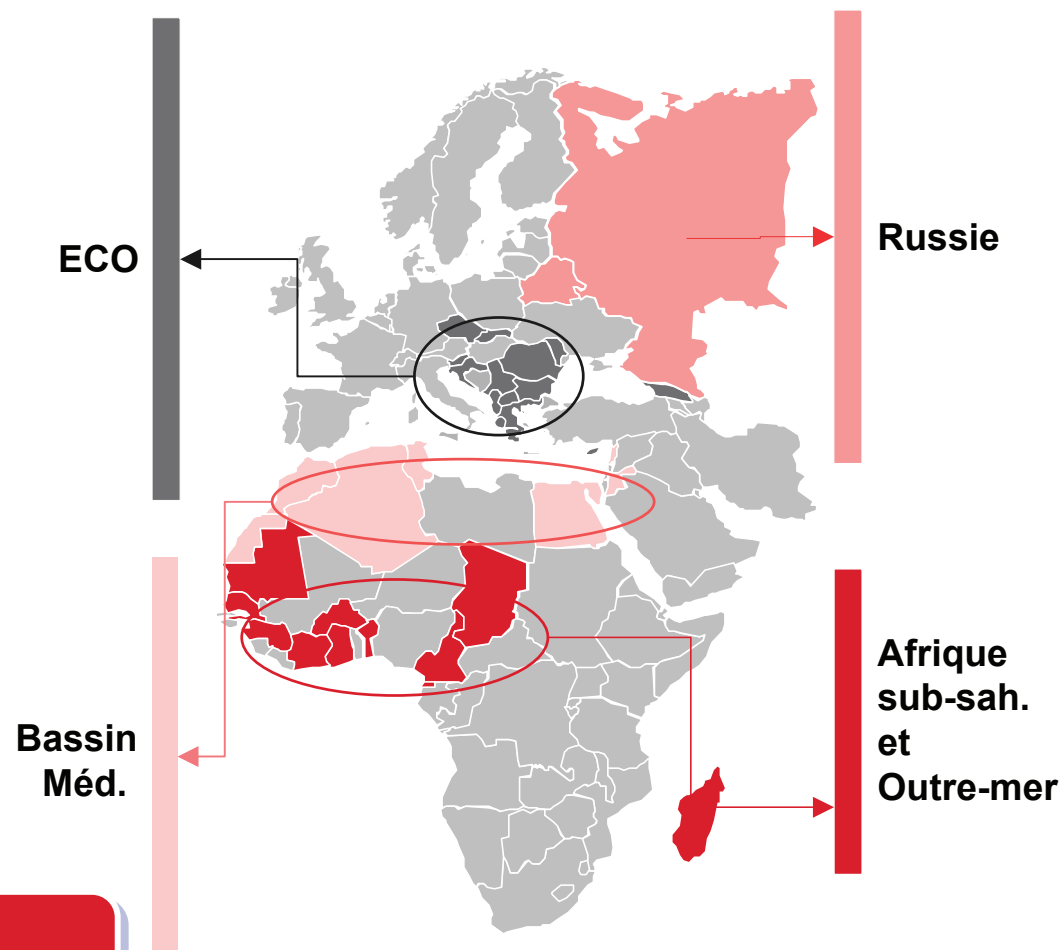 ECO
Russie
Bassin
Méd.
Afrique
sub-sah.
et
Outre-mer